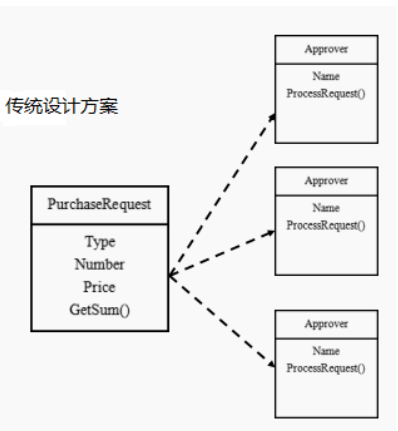 传统设计方案
PurchaseRequest
Type
Number
Price
GetSum()
Approver
Name
ProcessRequest()
Approver
Name
ProcessRequest()
Approver
Name
ProcessRequest()